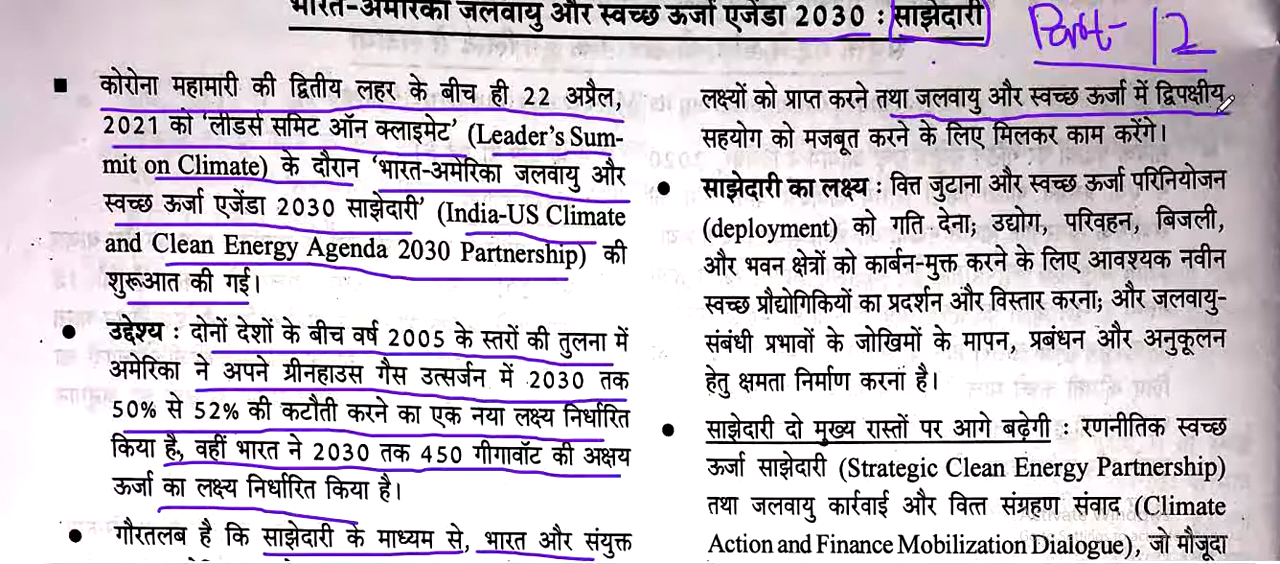 भारत-अमेरिका जलवायु और स्वच्छ ऊर्जा एजेंडा 2030 : साझेदारी
Part-12
■ कोरोना महामारी की द्वितीय लहर के बीच ही 22 अप्रैल,
2021 को ‘लीडर्स समिट ऑन क्लाइमेट’ (Leader’s Sum-
mit on Climate) के दौरान ‘भारत-अमेरिका जलवायु और
स्वच्छ ऊर्जा एजेंडा 2030 साझेदारी’ (India-US Climate
and Clean Energy Agenda 2030 Partnership) की
शुरूआत की गई।
● उद्देश्य : दोनों देशों के बीच वर्ष 2005 के स्तरों की तुलना में
अमेरिका ने अपने ग्रीनहाउस गैस उत्सर्जन में 2030 तक
50% से 52% की कटौती करने का एक नया लक्ष्य निर्धारित
किया है, वहीं भारत ने 2030 तक 450 गीगावॉट की अक्षय
ऊर्जा का लक्ष्य निर्धारित किया है।
● गौरतलब है कि साझेदारी के माध्यम से, भारत और संयुक्त
लक्ष्यों को प्राप्त करने तथा जलवायु और स्वच्छ ऊर्जा में द्विपक्षीय
सहयोग को मजबूत करने के लिए मिलकर काम करेंगे।
● साझेदारी का लक्ष्य : वित्त जुटाना और स्वच्छ ऊर्जा परिनियोजन
(deployment) को गति देना; उद्योग, परिवहन, बिजली,
और भवन क्षेत्रों को कार्बन-मुक्त करने के लिए आवश्यक नवीन
स्वच्छ प्रौद्योगिकियों का प्रदर्शन और विस्तार करना; और जलवायु-
संबंधी प्रभावों के जोखिमों के मापन, प्रबंधन और अनुकूलन
हेतु क्षमता निर्माण करना है।
● साझेदारी दो मुख्य रास्तों पर आगे बढ़ेगी : रणनीतिक स्वच्छ
ऊर्जा साझेदारी (Strategic Clean Energy Partnership)
तथा जलवायु कार्रवाई और वित्त संग्रहण संवाद (Climate
Action and Finance Mobilization Dialogue), जो मौजूदा
Activate Windows